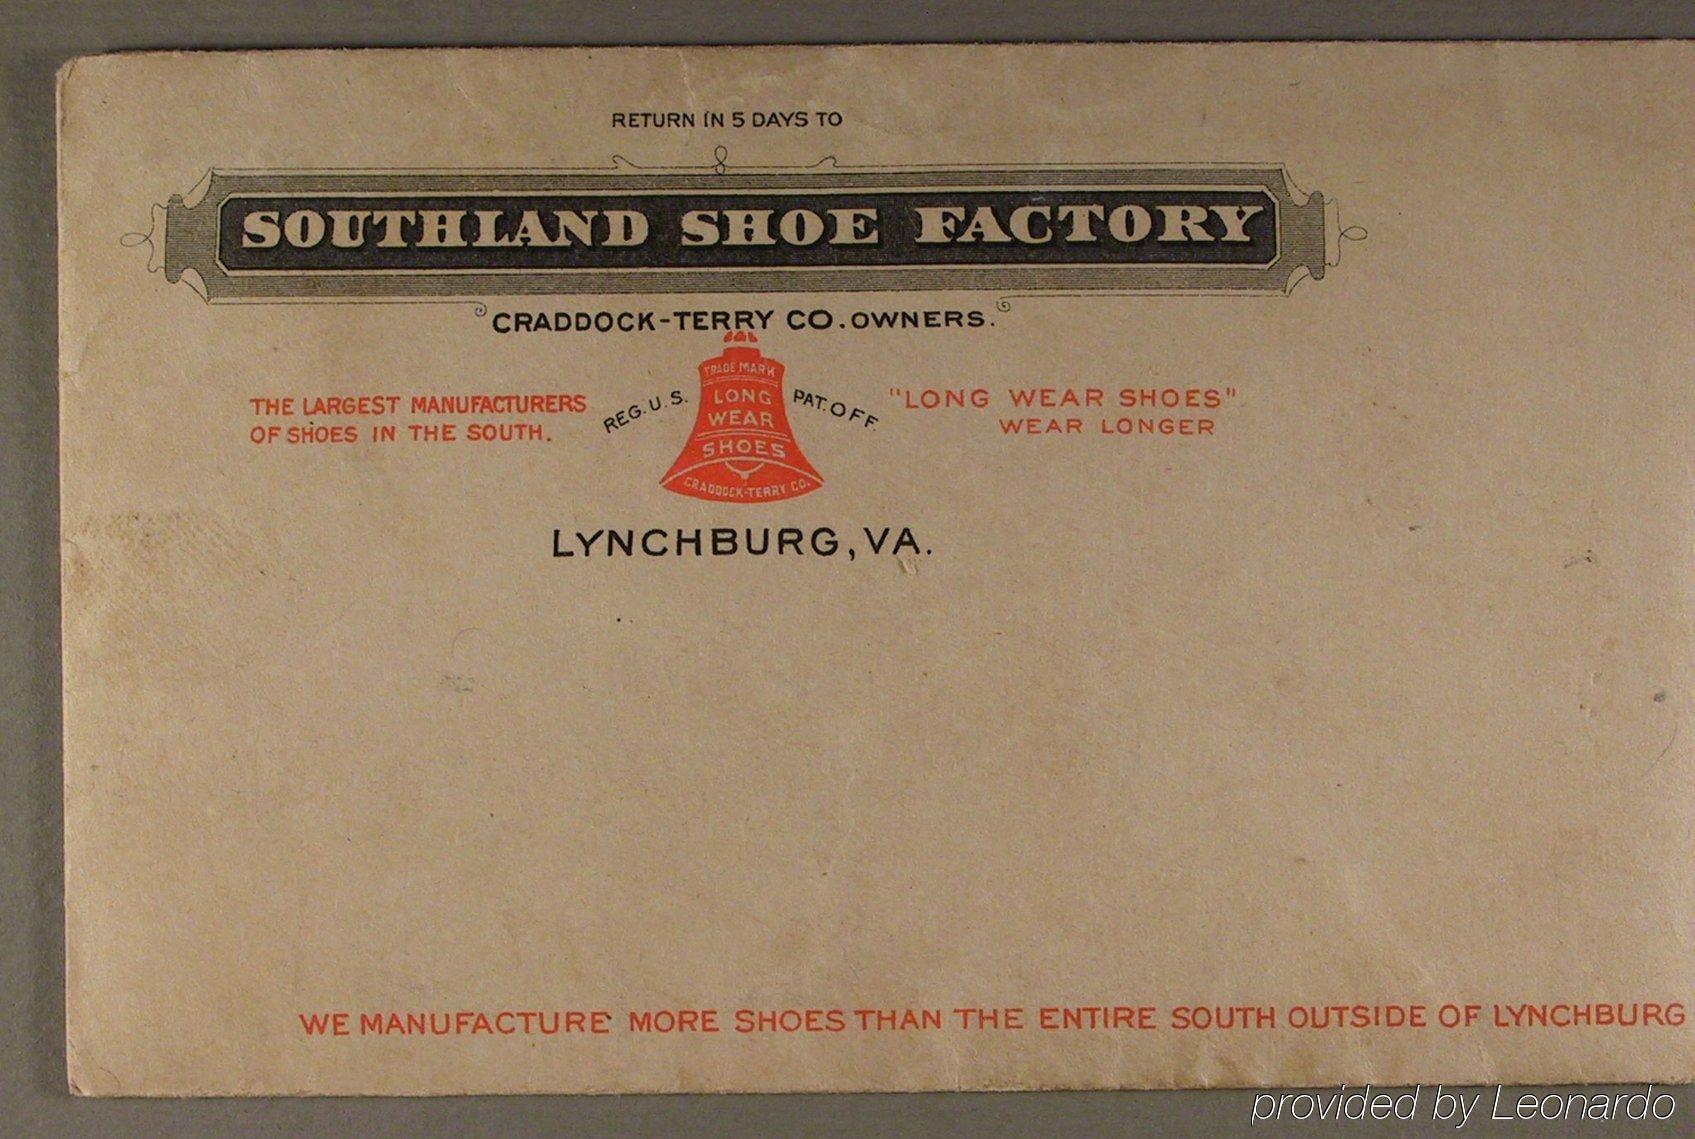 RETURN IN 5 DAYS TO
SOUTHLAND SHOE FACTORY
CRADDOCK-TERRY CO. OWNERS.
THE LARGEST MANUFACTURERS
OF SHOES IN THE SOUTH.
REG. U.S. PAT. OFF.
TRADE MARK
LONG
WEAR
SHOES
CRADDOCK-TERRY CO.
"LONG WEAR SHOES"
WEAR LONGER
LYNCHBURG, VA.
WE MANUFACTURE MORE SHOES THAN THE ENTIRE SOUTH OUTSIDE OF LYNCHBURG
provided by Leonardo